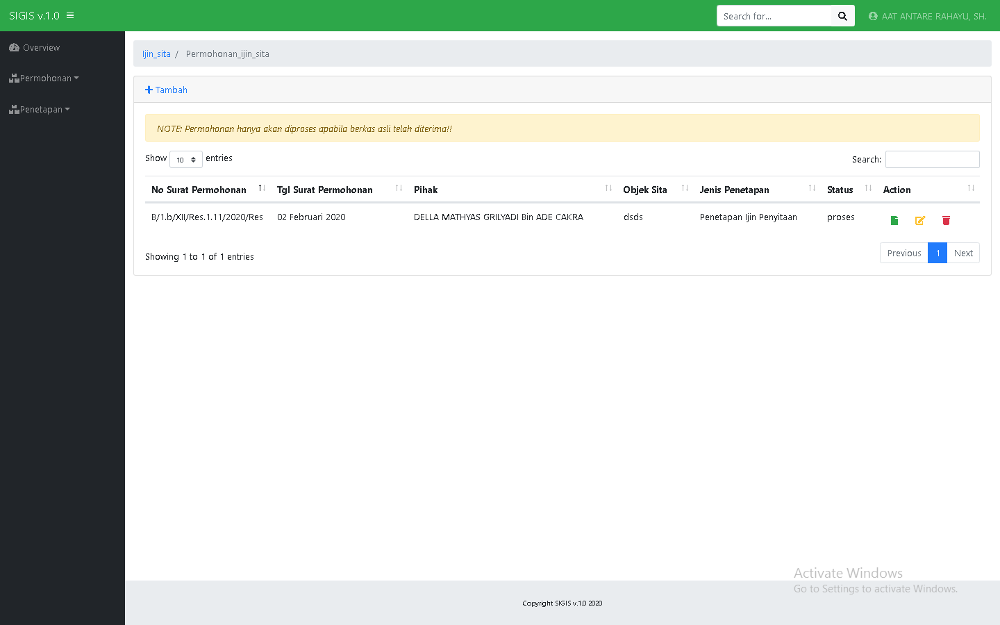 SIGIS v.1.0
Search for...
AAT ANTARE RAHAYU, SH.
Overview
Permohonan
Penetapan
Ijin_sita / Permohonan_ijin_sita
Tambah
NOTE: Permohonan hanya akan diproses apabila berkas asli telah diterima!!
Show 10 entries
Search:
No Surat Permohonan Tgl Surat Permohonan Pihak Objek Sita Jenis Penetapan Status Action
B/1.b/XII/Res.1.11/2020/Res 02 Februari 2020 DELLA MATHYAS GRILYADI Bin ADE CAKRA dsds Penetapan Ijin Penyitaan proses
Showing 1 to 1 of 1 entries
Previous 1 Next
Activate Windows
Go to Settings to activate Windows.
Copyright SIGIS v.1.0 2020